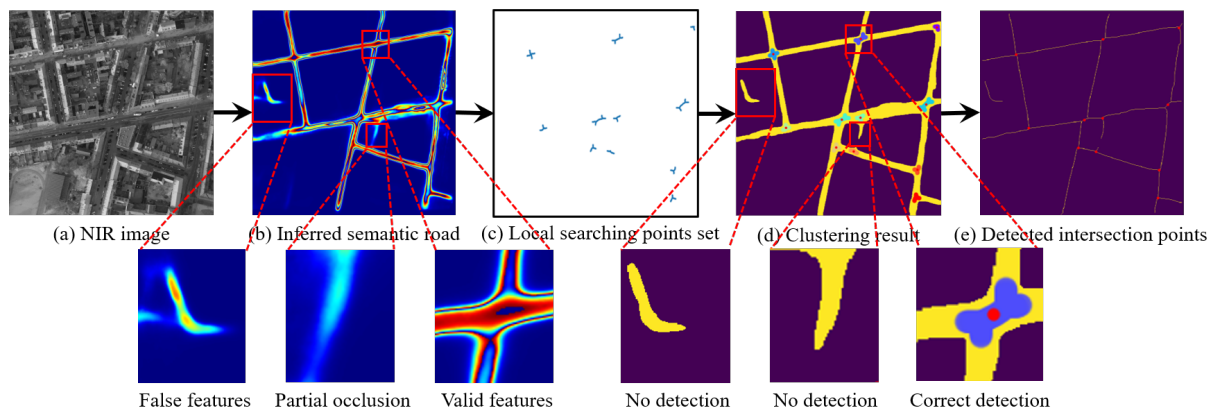 (a) NIR image
(b) Inferred semantic road
(c) Local searching points set
(d) Clustering result
(e) Detected intersection points
False features
Partial occlusion
Valid features
No detection
No detection
Correct detection